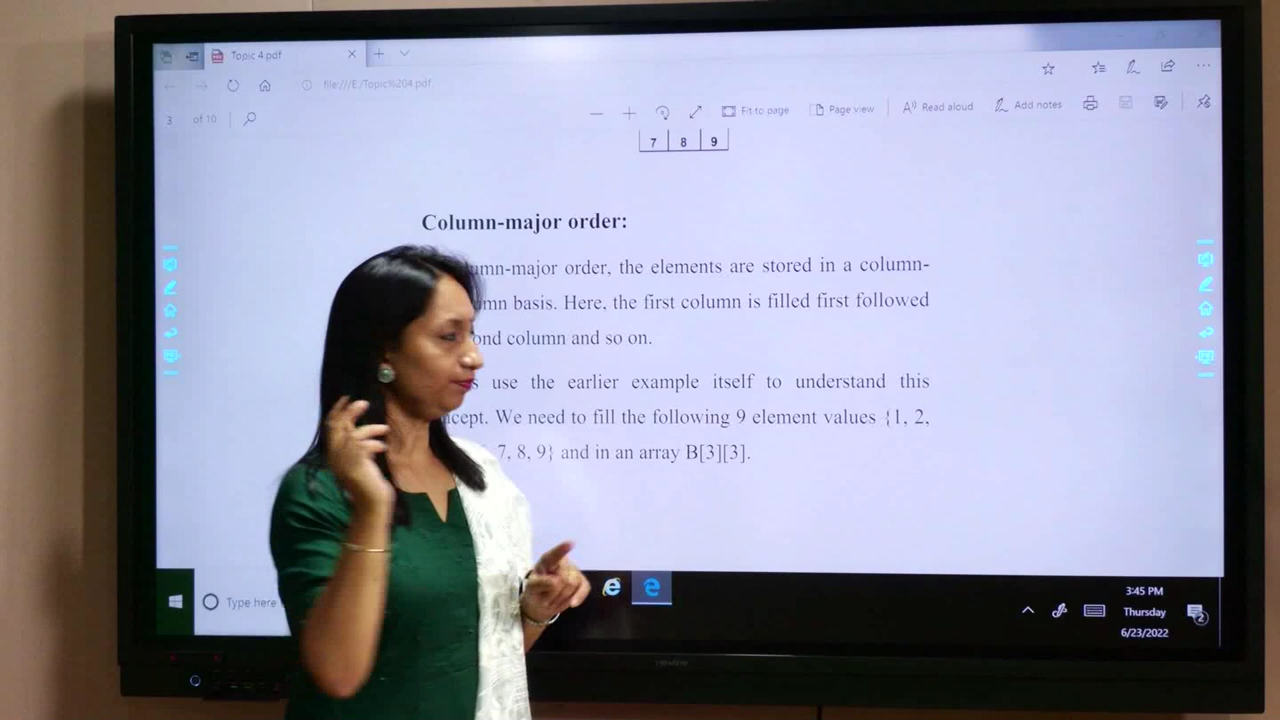 Topic 4.pdf
file:///E:/Topic%204.pdf
3 of 10
Fit to page
Page view
Read aloud
Add notes
7 8 9
Column-major order:
umn-major order, the elements are stored in a column-
mn basis. Here, the first column is filled first followed
ond column and so on.
s use the earlier example itself to understand this
ncept. We need to fill the following 9 element values {1, 2,
7, 8, 9} and in an array B[3][3].
Type here
3:45 PM
Thursday
6/23/2022
2